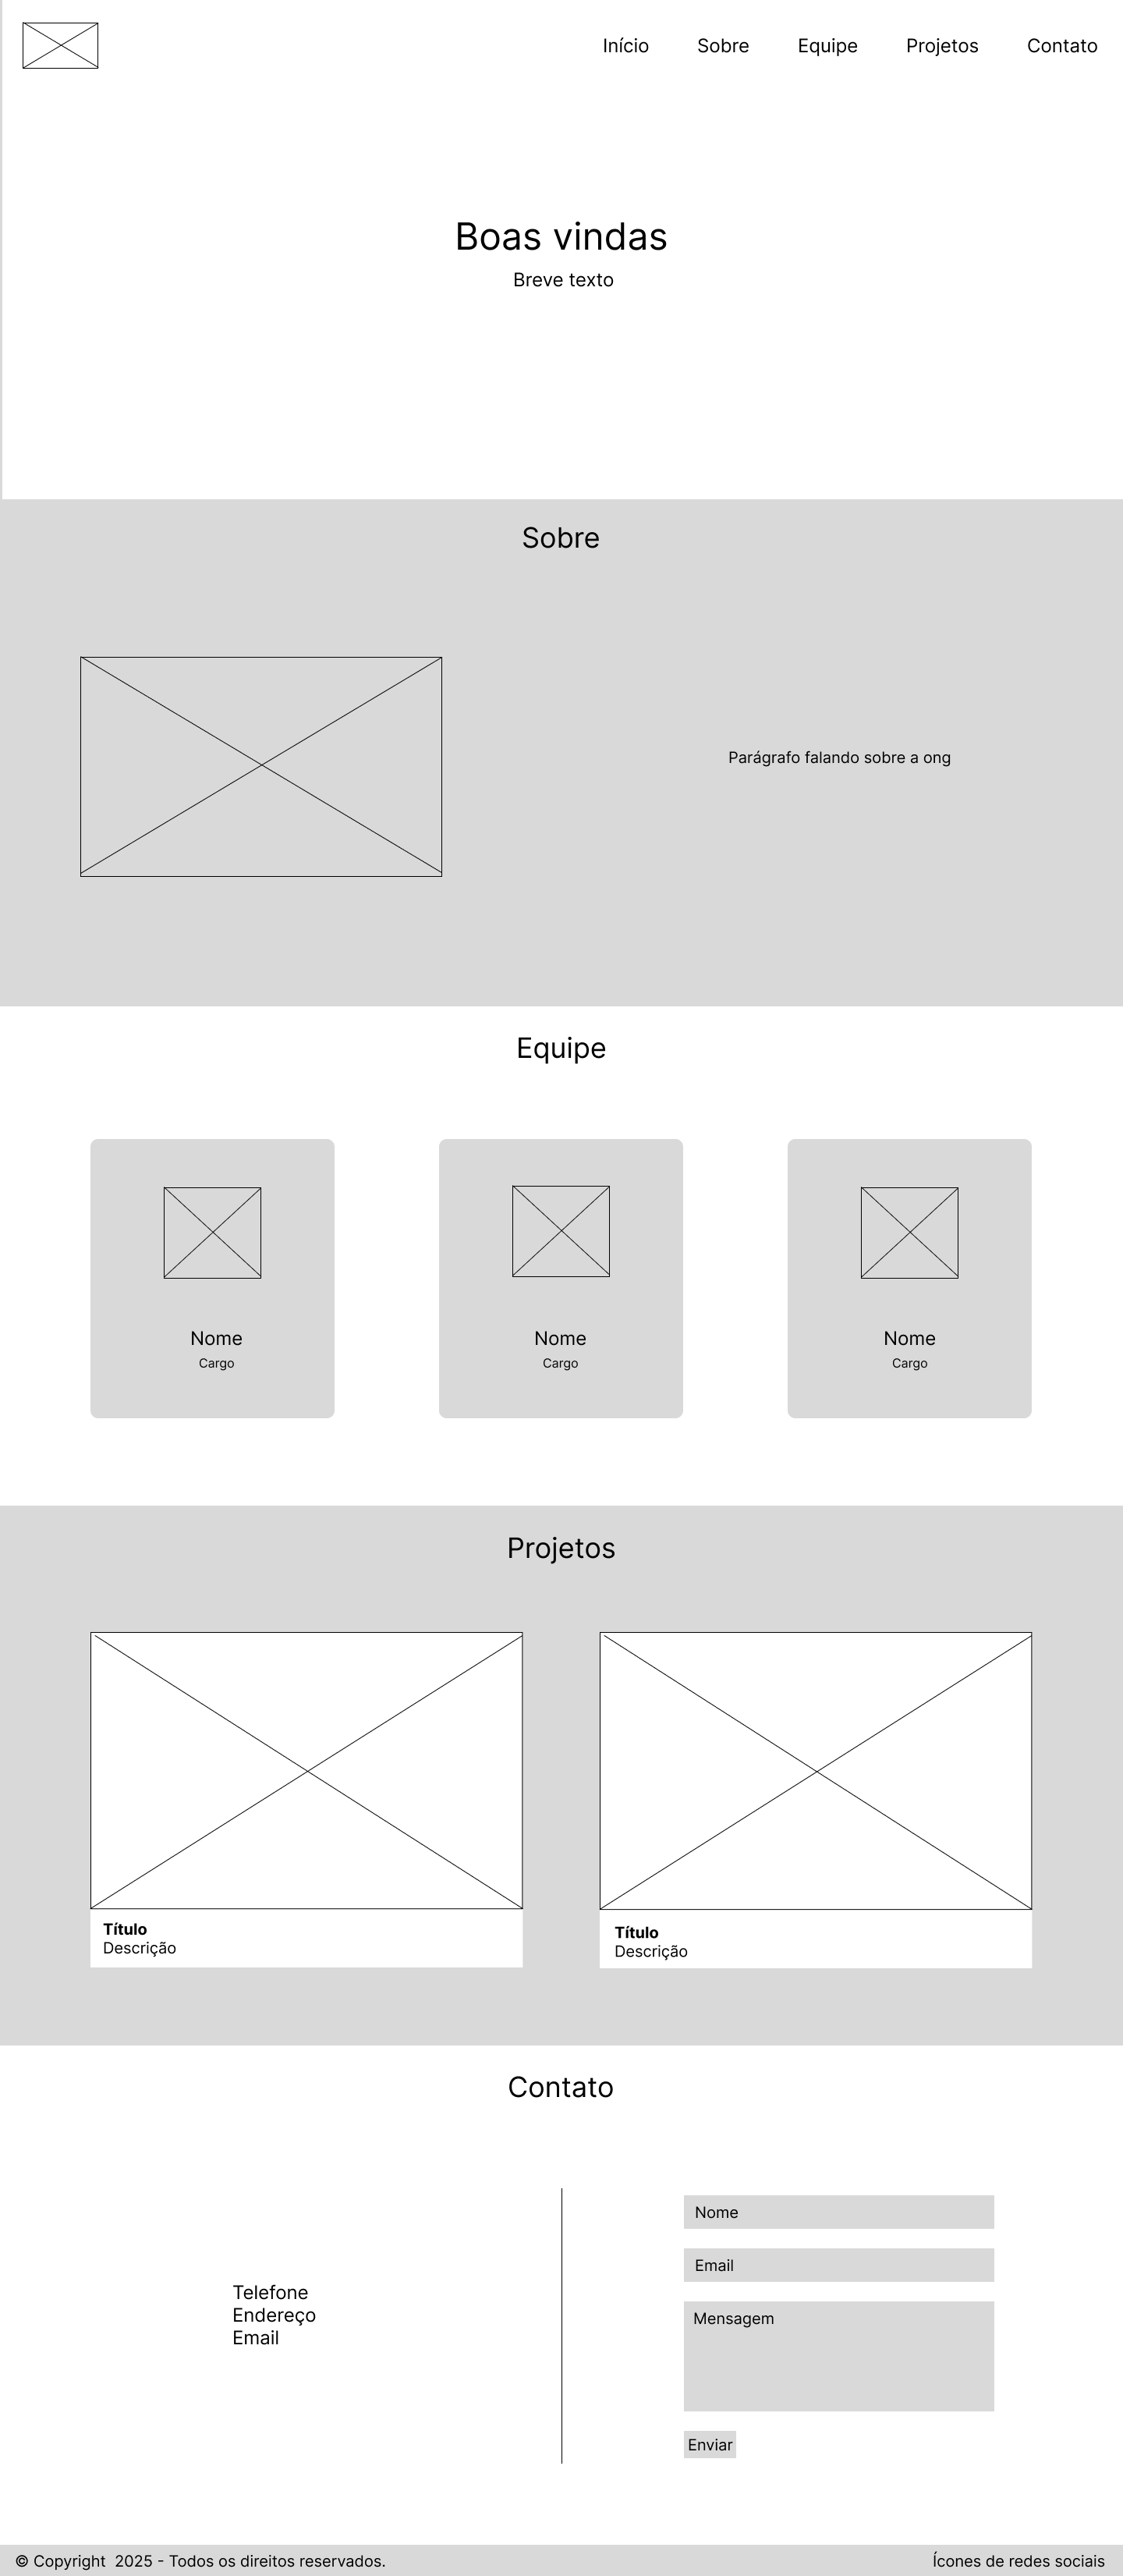 Início Sobre Equipe Projetos Contato
Boas vindas
Breve texto
Sobre
Parágrafo falando sobre a ong
Equipe
Nome
Cargo
Nome
Cargo
Nome
Cargo
Projetos
Título
Descrição
Título
Descrição
Contato
Telefone
Endereço
Email
Nome
Email
Mensagem
Enviar
© Copyright  2025 - Todos os direitos reservados.
Ícones de redes sociais